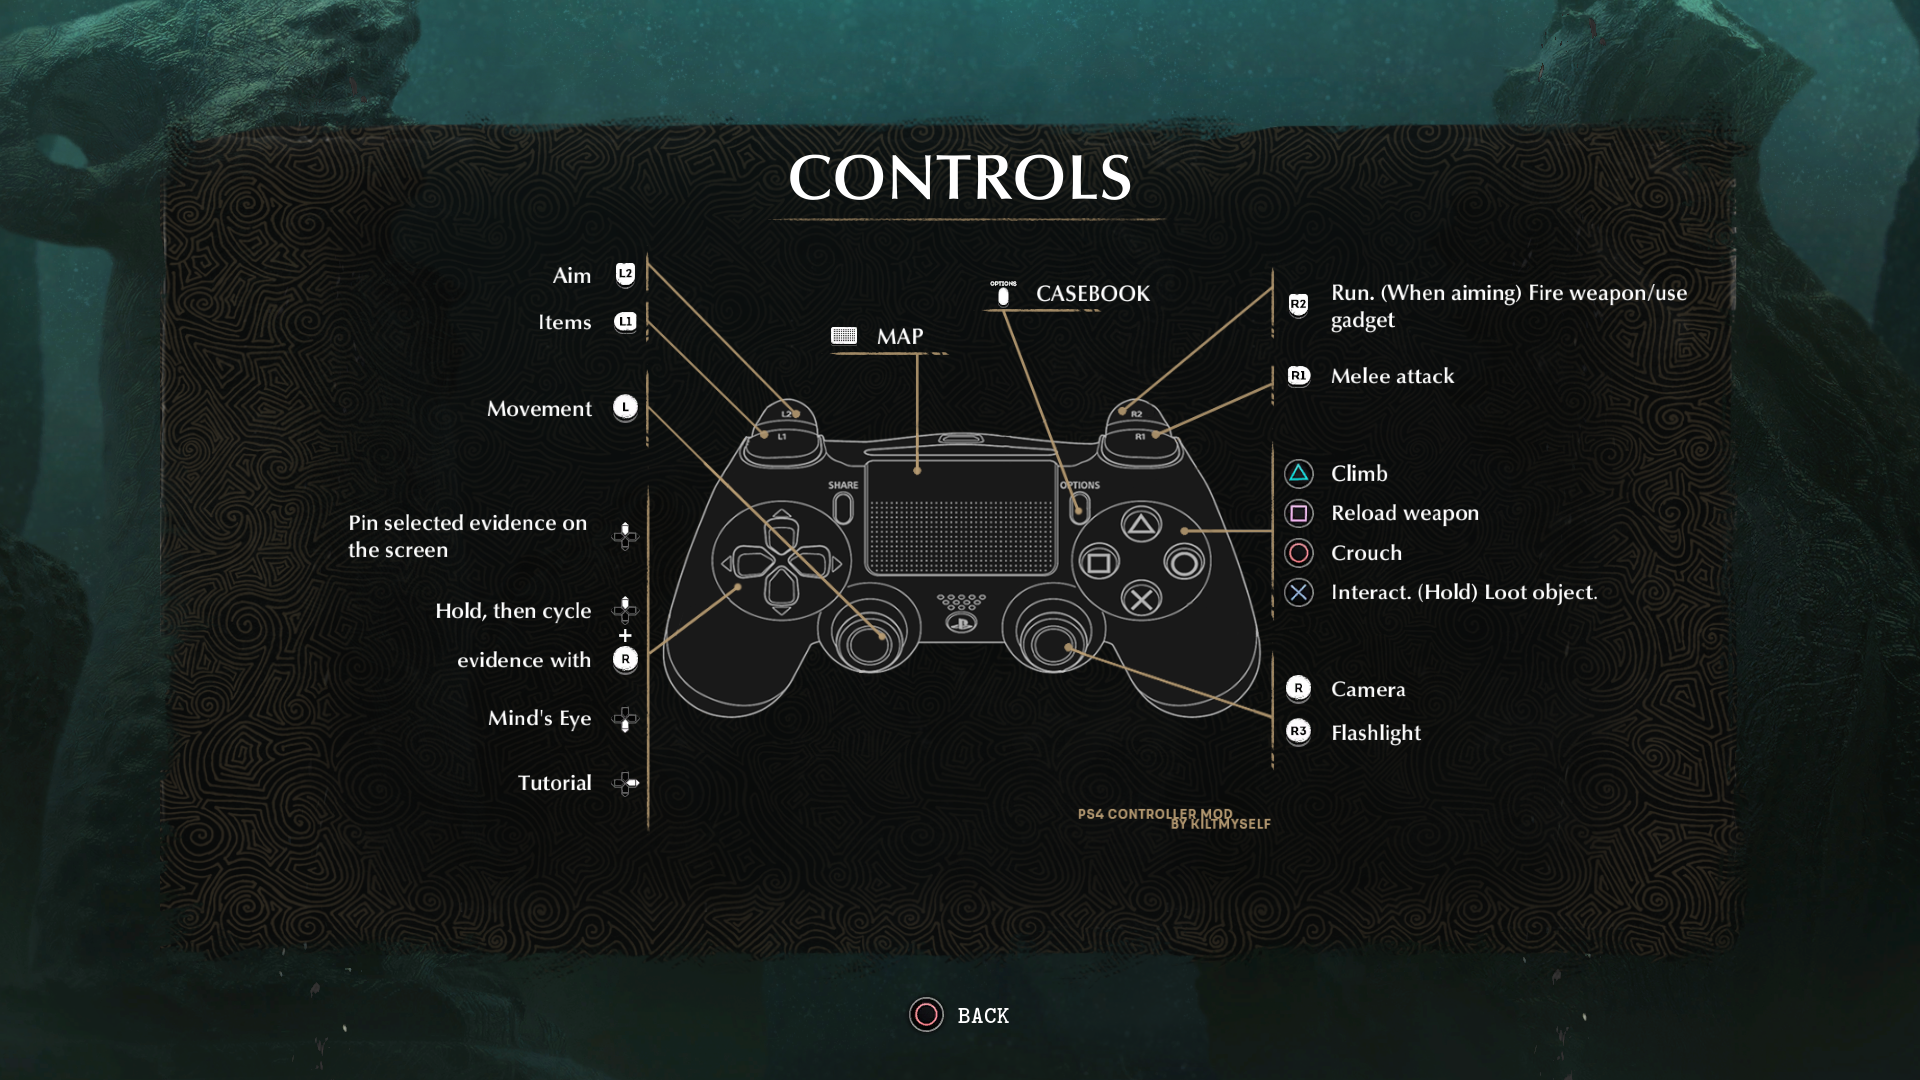 CONTROLS
Aim L2
Items L1
Movement L
Pin selected evidence on
the screen
Hold, then cycle
+
evidence with R
Mind's Eye
Tutorial
MAP
OPTIONS CASEBOOK
R2 Run. (When aiming) Fire weapon/use
gadget
R1 Melee attack
Climb
Reload weapon
Crouch
Interact. (Hold) Loot object.
R Camera
R3 Flashlight
L2
L1
R2
R1
SHARE
OPTIONS
PS4 CONTROLLER MOD
BY KILTMYSELF
BACK